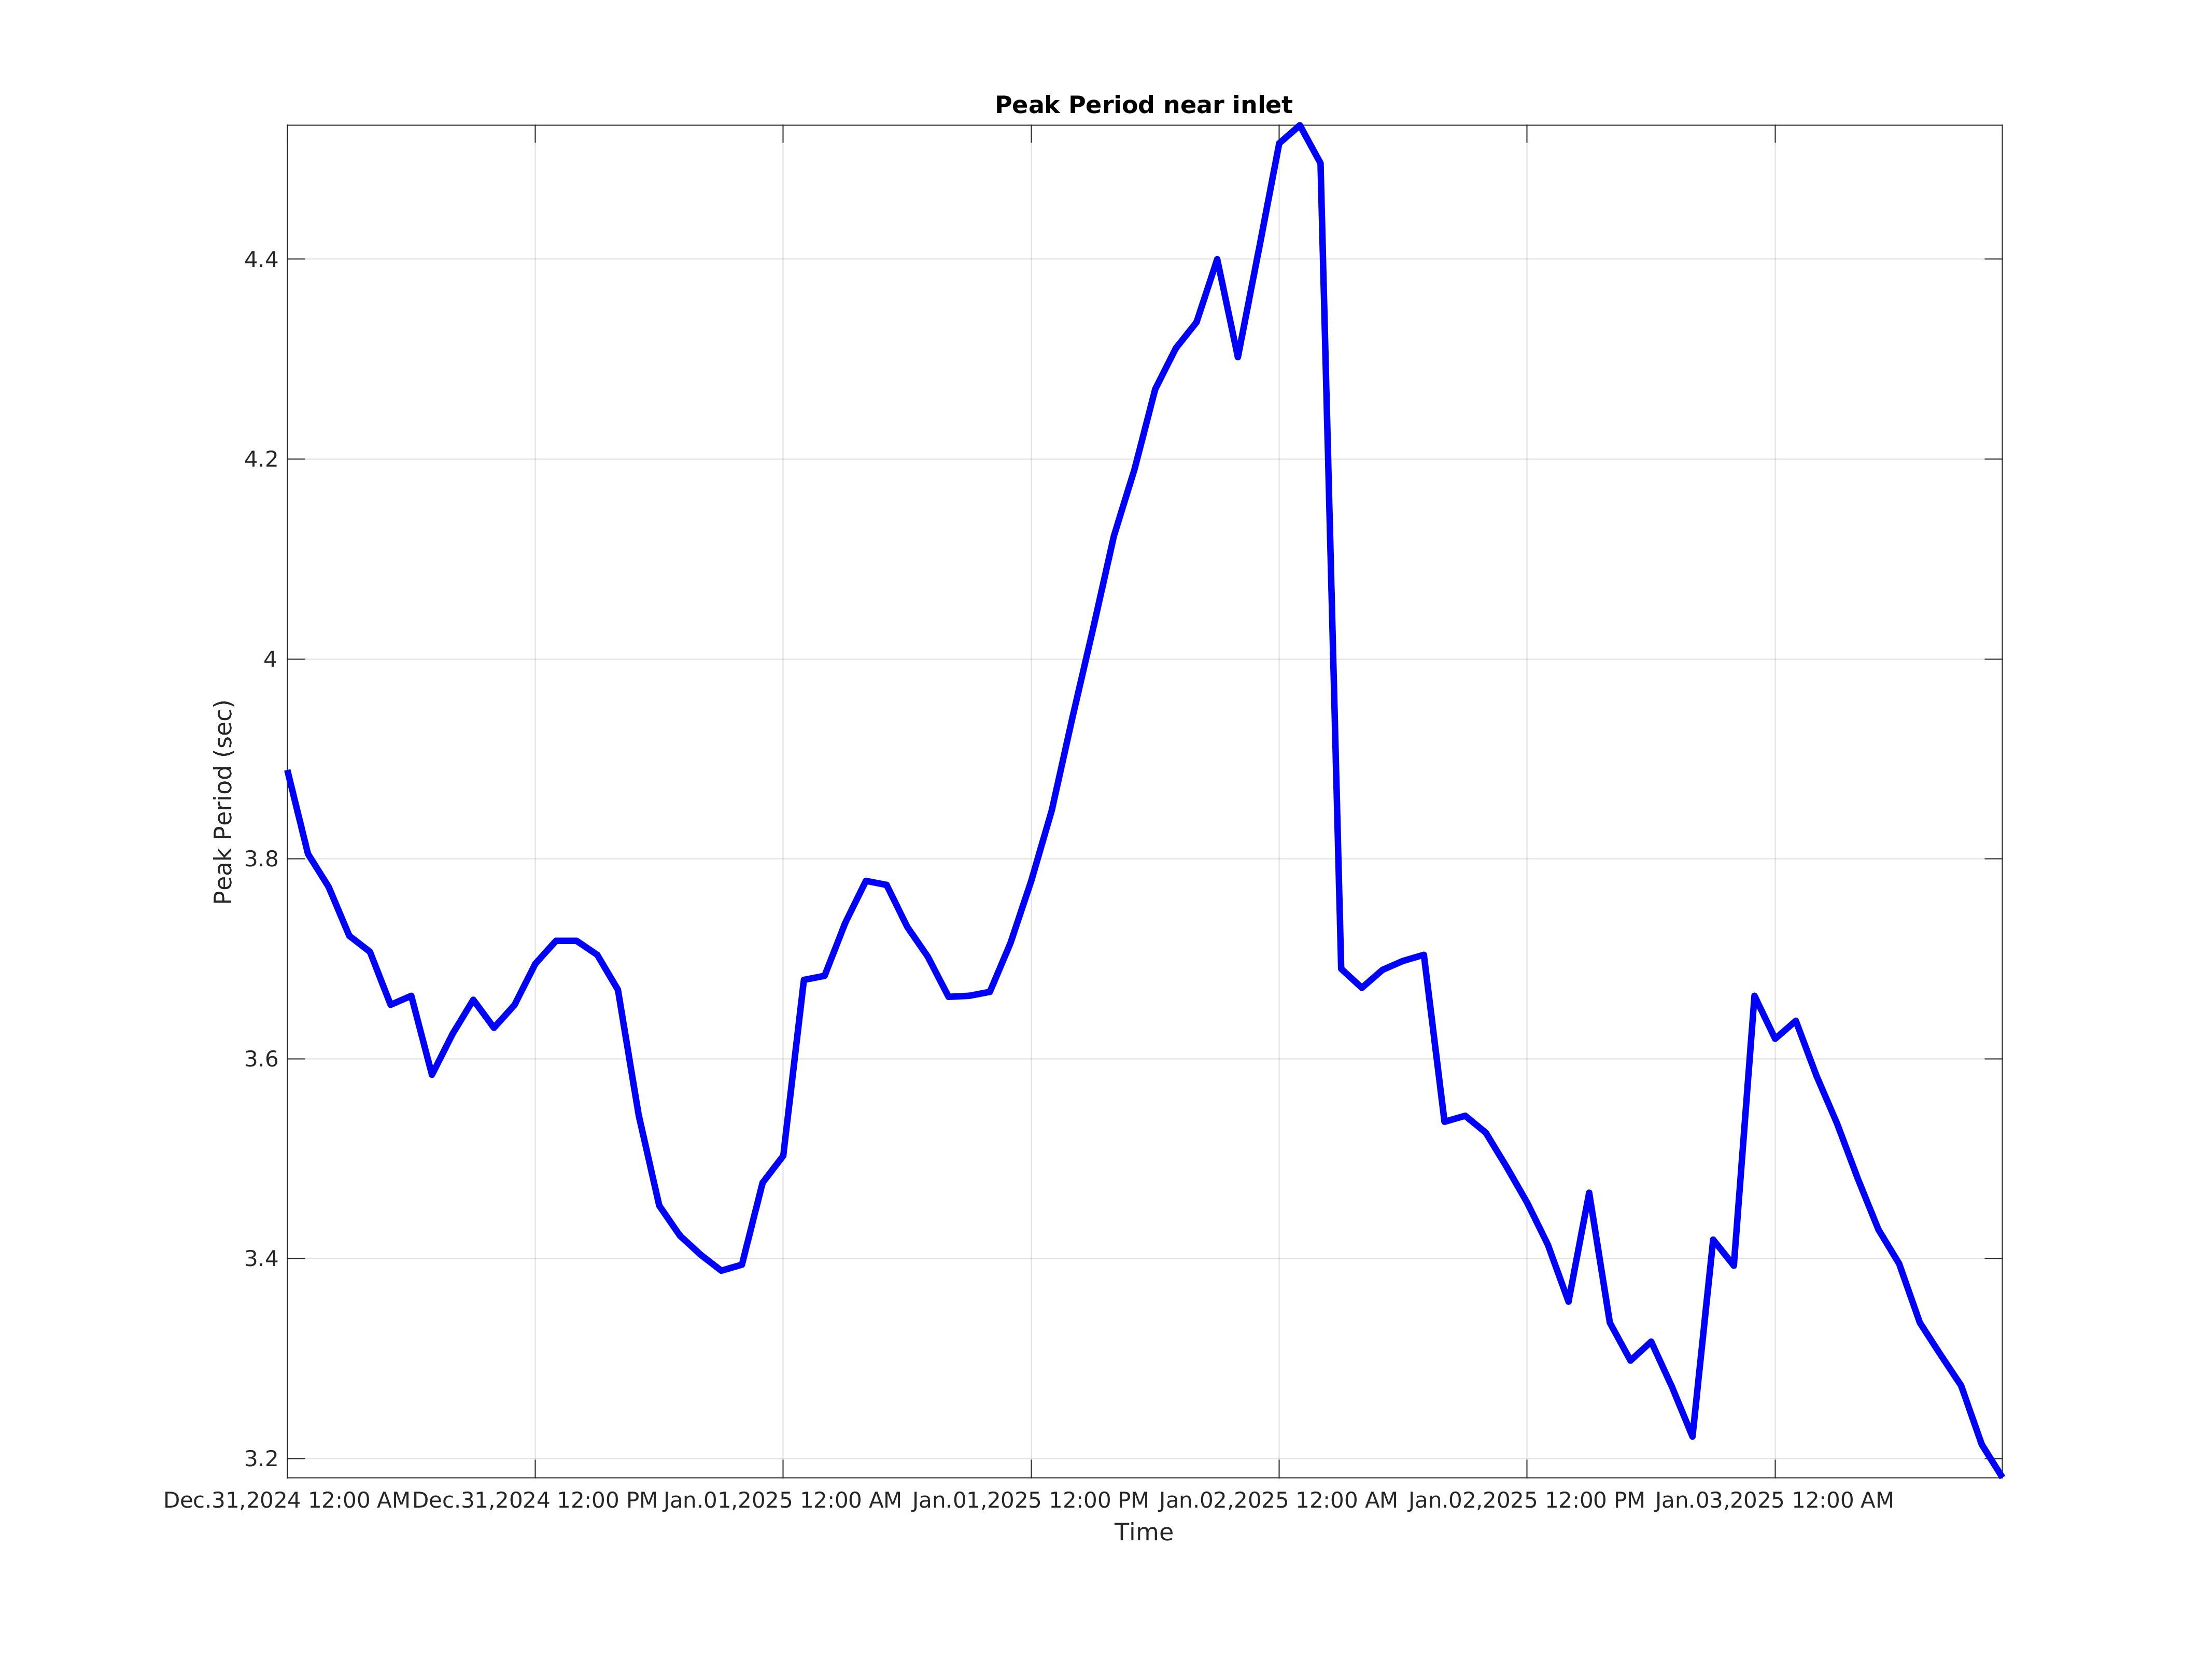 Peak Period near inlet
4.4
4.2
4
3.8
3.6
3.4
3.2
Peak Period (sec)
Dec.31,2024 12:00 AM Dec.31,2024 12:00 PM Jan.01,2025 12:00 AM Jan.01,2025 12:00 PM Jan.02,2025 12:00 AM Jan.02,2025 12:00 PM Jan.03,2025 12:00 AM
Time